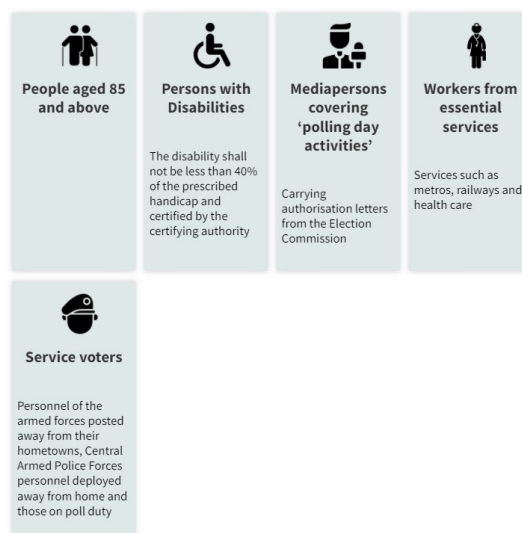 People aged 85
and above
Persons with
Disabilities
The disability shall
not be less than 40%
of the prescribed
handicap and
certified by the
certifying authority
Mediapersons
covering
‘polling day
activities’
Carrying
authorisation letters
from the Election
Commission
Workers from
essential
services
Services such as
metros, railways and
health care
Service voters
Personnel of the
armed forces posted
away from their
hometowns, Central
Armed Police Forces
personnel deployed
away from home and
those on poll duty